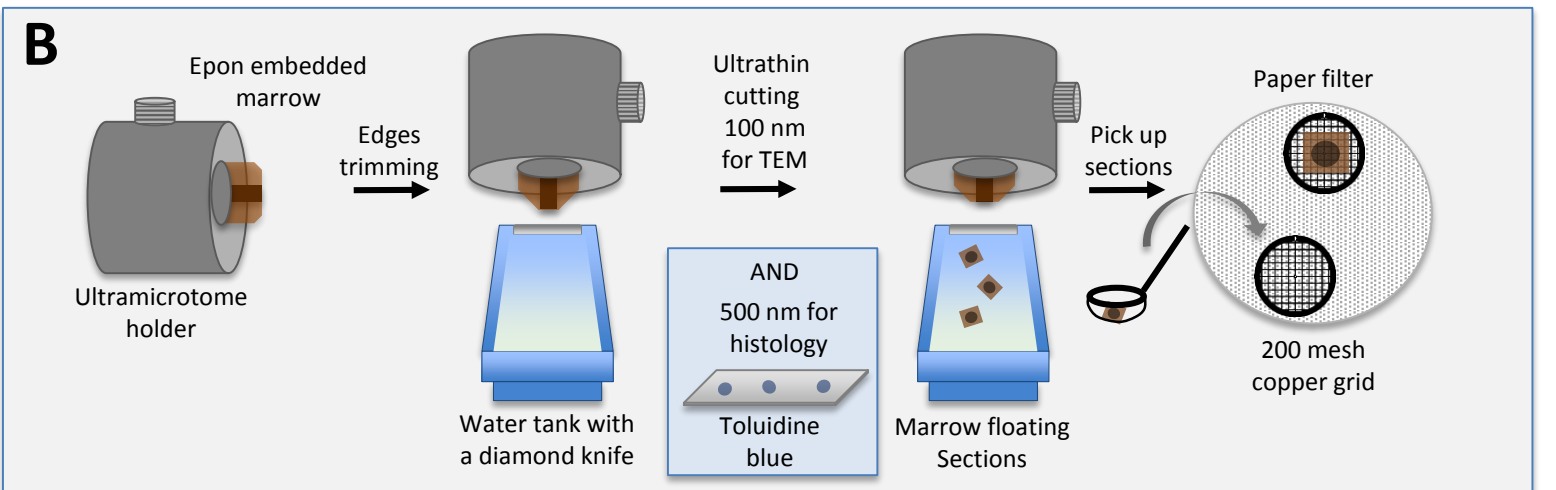 B
Epon embedded
marrow
Ultramicrotome
holder
Edges
trimming
Water tank with
a diamond knife
Ultrathin
cutting
100 nm
for TEM
AND
500 nm for
histology
Toluidine
blue
Marrow floating
Sections
Pick up
sections
Paper filter
200 mesh
copper grid